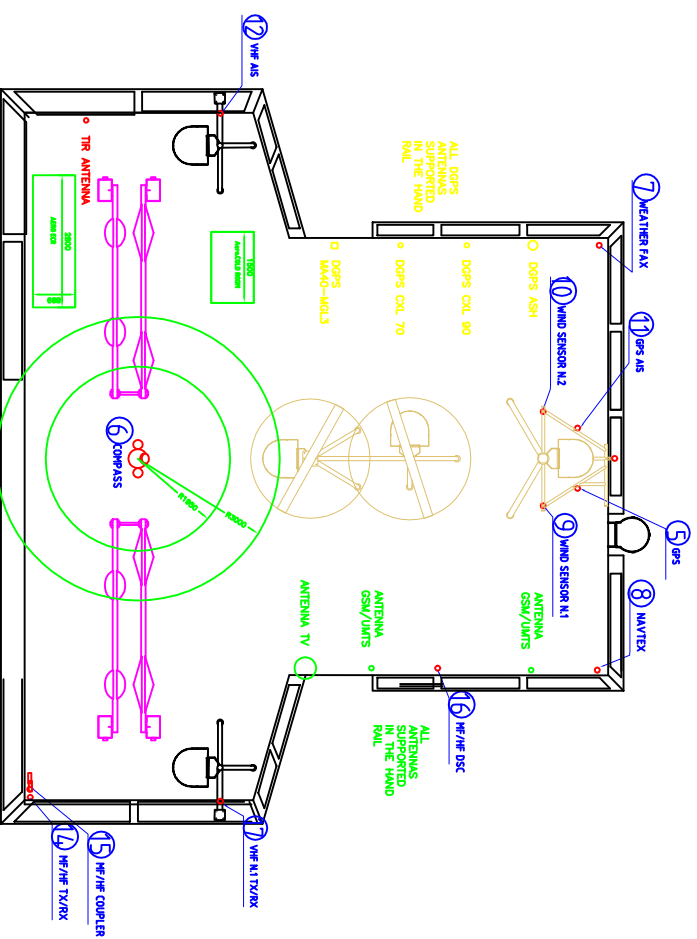 12 VHF AIS
TIR ANTENNA
ALL DGPS
ANTENNAS
SUPPORTED
IN THE HAND
RAIL
7 WEATHER FAX
DGPS
DGPS CXL 70
DGPS CXL 90
DGPS ASH
10 WIND SENSOR N.2
11 GPS AIS
6 COMPASS
R1800
R3000
9 WIND SENSOR N.1
5 GPS
8 NAVTEX
ANTENNA TV
ANTENNA
GSM/UMTS
ANTENNA
GSM/UMTS
16 MF/HF DSC
ALL
ANTENNAS
SUPPORTED
IN THE HAND
RAIL
17 VHF N.1 TX/RX
15 MF/HF COUPLER
14 MF/HF TX/RX